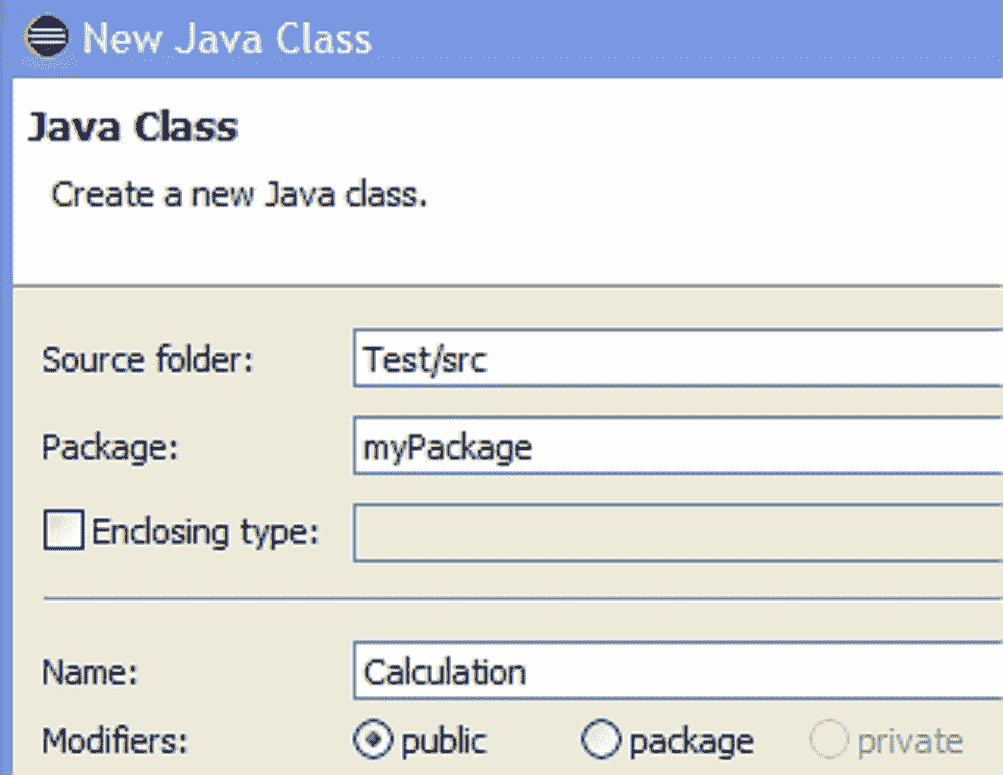 New Java Class
Java Class
Create a new Java class.
Source folder: Test/src
Package: myPackage
Enclosing type:
Name: Calculation
Modifiers: public package private